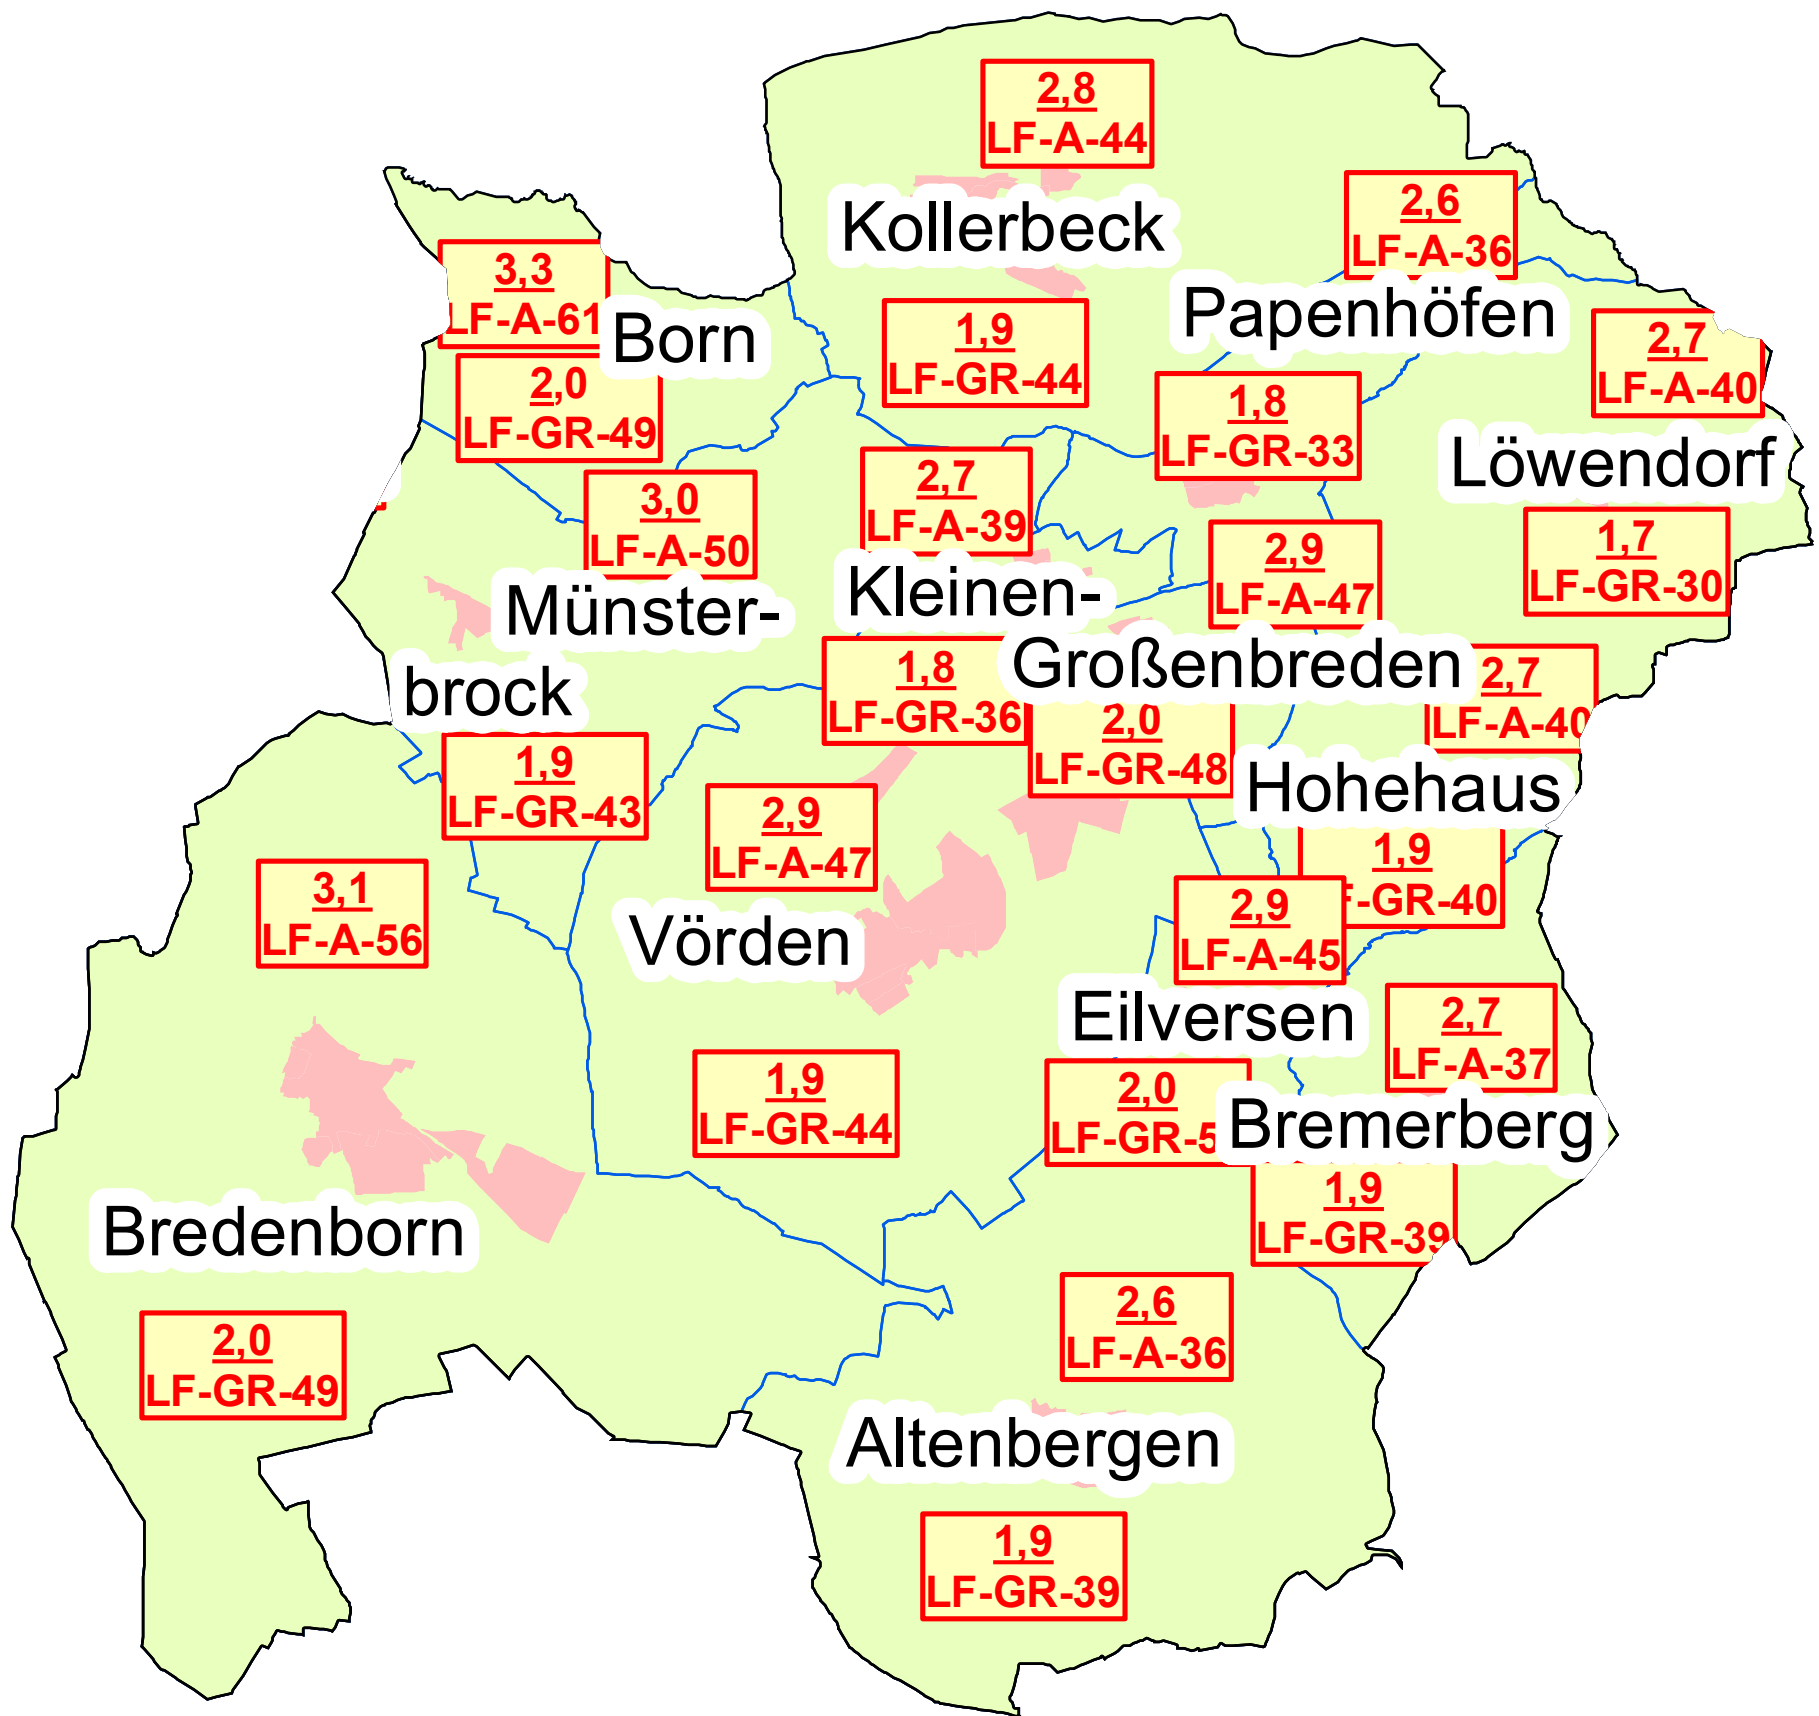 2,8
LF-A-44
Kollerbeck
2,6
LF-A-36
3,3
LF-A-61
Born
Papenhöfen
1,9
LF-GR-44
2,7
LF-A-40
2,0
LF-GR-49
1,8
LF-GR-33
Löwendorf
3,0
LF-A-50
2,7
LF-A-39
2,9
LF-A-47
1,7
LF-GR-30
Münster-
brock
Kleinen-
Großenbreden
1,8
LF-GR-36
2,7
LF-A-40
2,0
LF-GR-48
1,9
LF-GR-43
Hohehaus
2,9
LF-A-47
1,9
F-GR-40
3,1
LF-A-56
Vörden
2,9
LF-A-45
Eilversen
2,7
LF-A-37
1,9
LF-GR-44
2,0
LF-GR-5
Bremerberg
1,9
LF-GR-39
Bredenborn
2,6
LF-A-36
2,0
LF-GR-49
Altenbergen
1,9
LF-GR-39